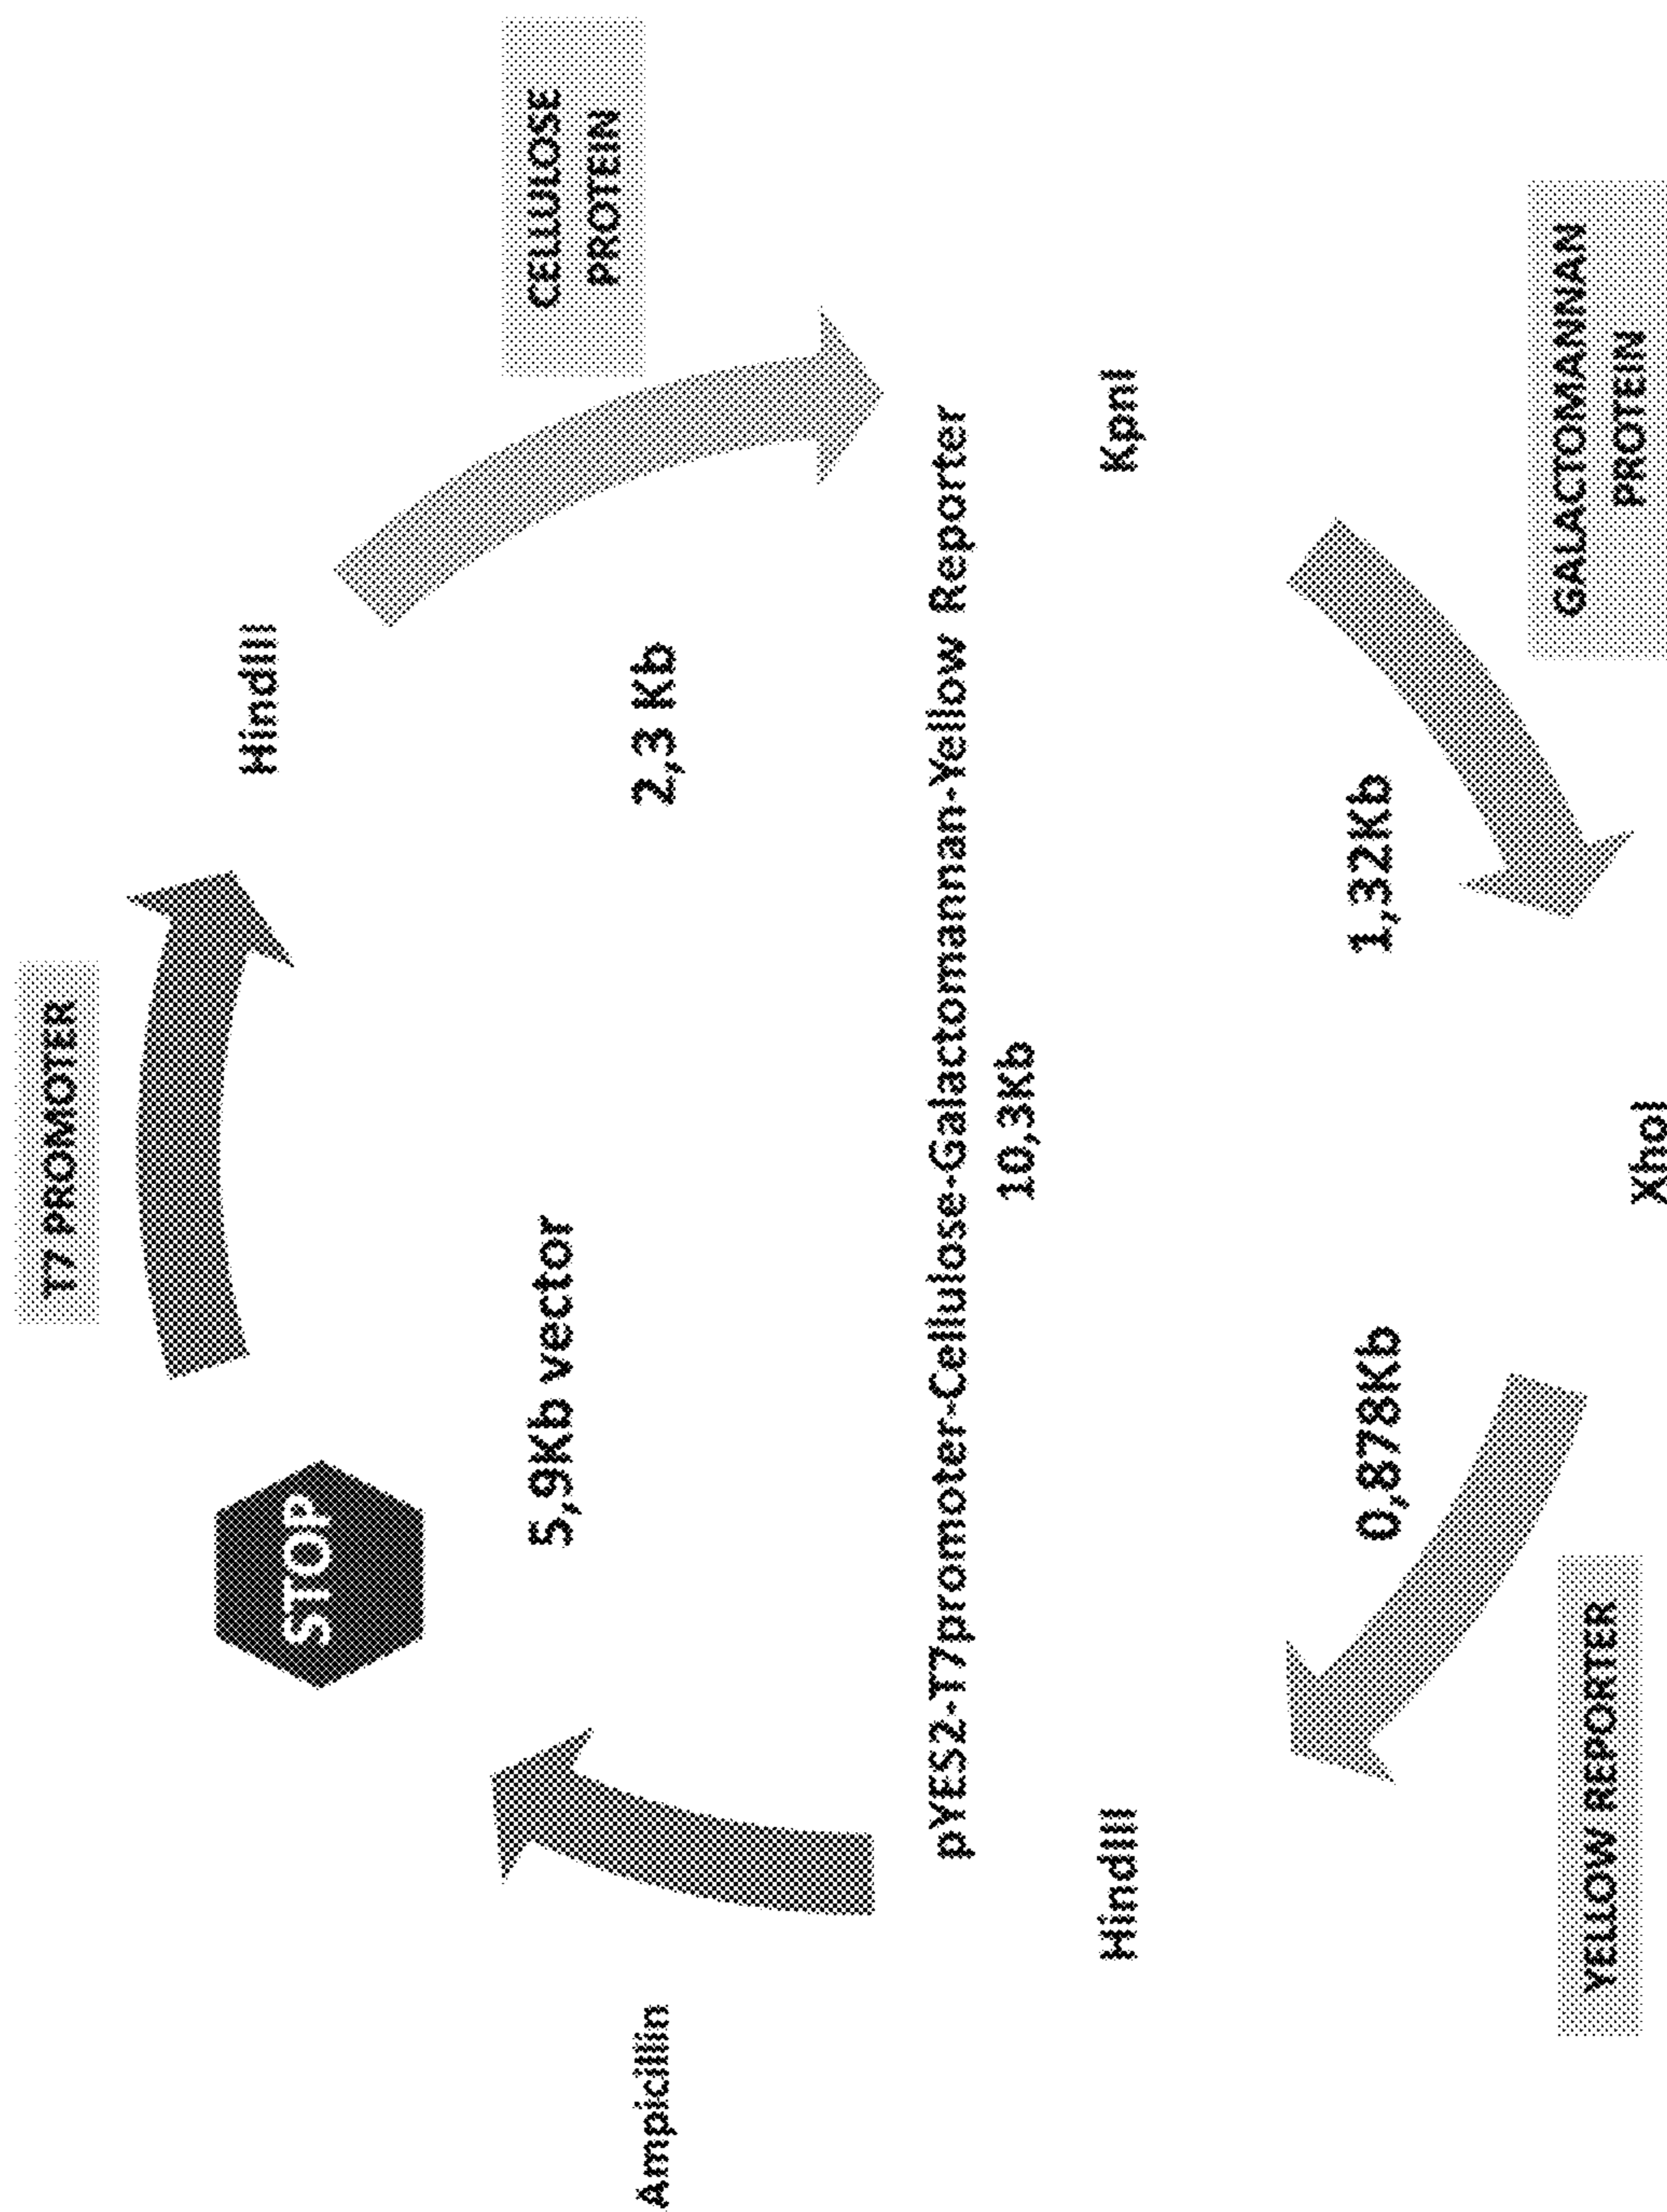 T7 PROMOTER
STOP
HindIII
CELLULOSE
PROTEIN
5,9Kb vector
2,3 Kb
Ampicillin
pYES2-T7promoter-Cellulose-Galactomannan-Yellow Reporter
10,3Kb
HindIII
KpnI
0,878Kb
1,32Kb
YELLOW REPORTER
XhoI
GALACTOMANNAN
PROTEIN